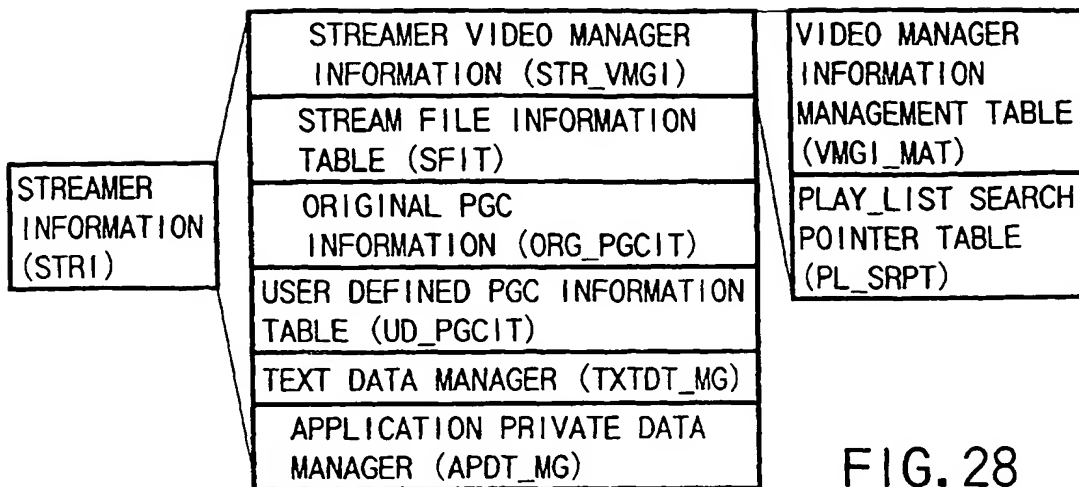 STREAMER
INFORMATION
(STRI)
STREAMER VIDEO MANAGER
INFORMATION (STR_VMGI)
STREAM FILE INFORMATION
TABLE (SFIT)
ORIGINAL PGC
INFORMATION (ORG_PGCIT)
USER DEFINED PGC INFORMATION
TABLE (UD_PGCIT)
TEXT DATA MANAGER (TXTDT_MG)
APPLICATION PRIVATE DATA
MANAGER (APDT_MG)
VIDEO MANAGER
INFORMATION
MANAGEMENT TABLE
(VMGI_MAT)
PLAY_LIST SEARCH
POINTER TABLE
(PL_SRPT)
FIG. 28